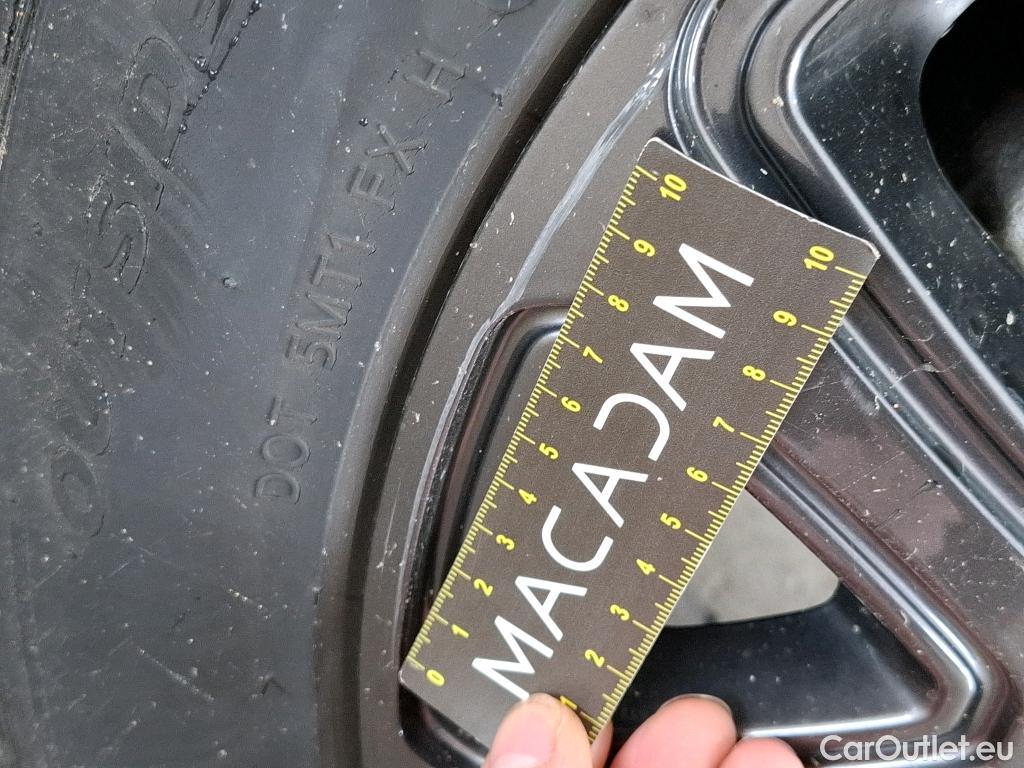 OUTSIDE
DOT 5MT1 FX H
MACADAM
0 1 2 3 4 5 6 7 8 9 10
1 2 3 4 5 6 7 8 9 10
CarOutlet.eu